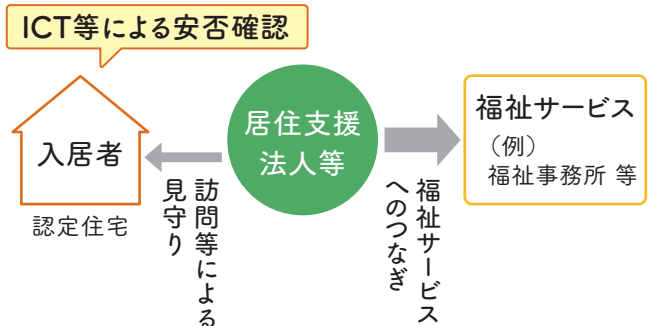 ICT等による安否確認
入居者
認定住宅
訪問等による
見守り
居住支援
法人等
福祉サービス
へのつなぎ
福祉サービス
（例）
福祉事務所 等